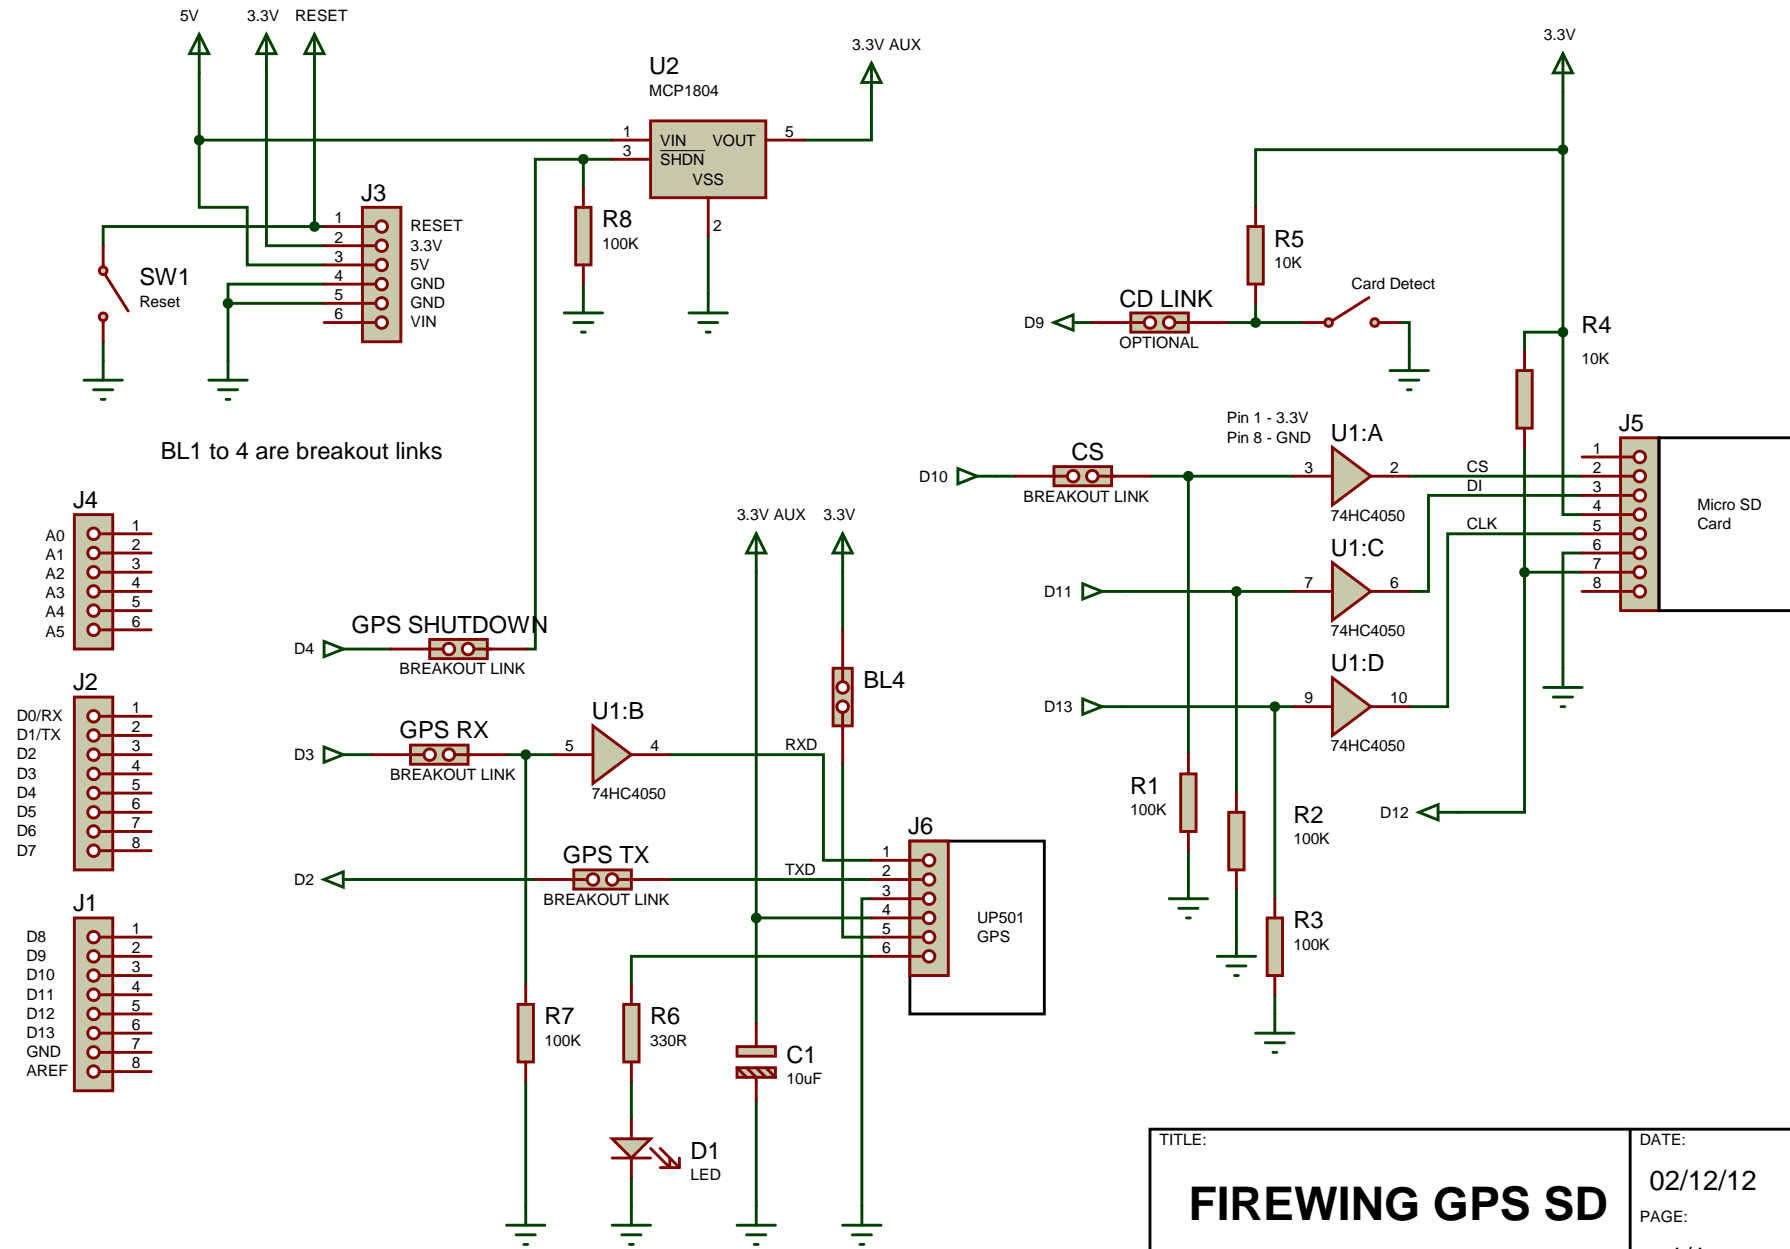 5V
3.3V
RESET
U2
MCP1804
3.3V AUX
1
VIN
VOUT
5
3
SHDN
VSS
2
R8
100K
J3
1
RESET
2
3.3V
3
5V
4
GND
5
GND
6
VIN
SW1
Reset
BL1 to 4 are breakout links
J4
A0
1
A1
2
A2
3
A3
4
A4
5
A5
6
J2
D0/RX
1
D1/TX
2
D2
3
D3
4
D4
5
D5
6
D6
7
D7
8
J1
D8
1
D9
2
D10
3
D11
4
D12
5
D13
6
GND
7
AREF
8
GPS SHUTDOWN
D4
BREAKOUT LINK
GPS RX
D3
BREAKOUT LINK
U1:B
5
4
74HC4050
RXD
GPS TX
D2
BREAKOUT LINK
TXD
3.3V AUX
3.3V
BL4
J6
1
2
3
4
5
6
UP501
GPS
R7
100K
R6
330R
C1
10uF
D1
LED
3.3V
R5
10K
Card Detect
CD LINK
D9
OPTIONAL
R4
10K
Pin 1 - 3.3V
Pin 8 - GND
U1:A
3
2
74HC4050
CS
D10
BREAKOUT LINK
CS
DI
CLK
U1:C
D11
7
6
74HC4050
U1:D
D13
9
10
74HC4050
J5
1
2
3
4
5
6
7
8
Micro SD
Card
R1
100K
R2
100K
R3
100K
D12
TITLE:
FIREWING GPS SD
DATE:
02/12/12
PAGE: